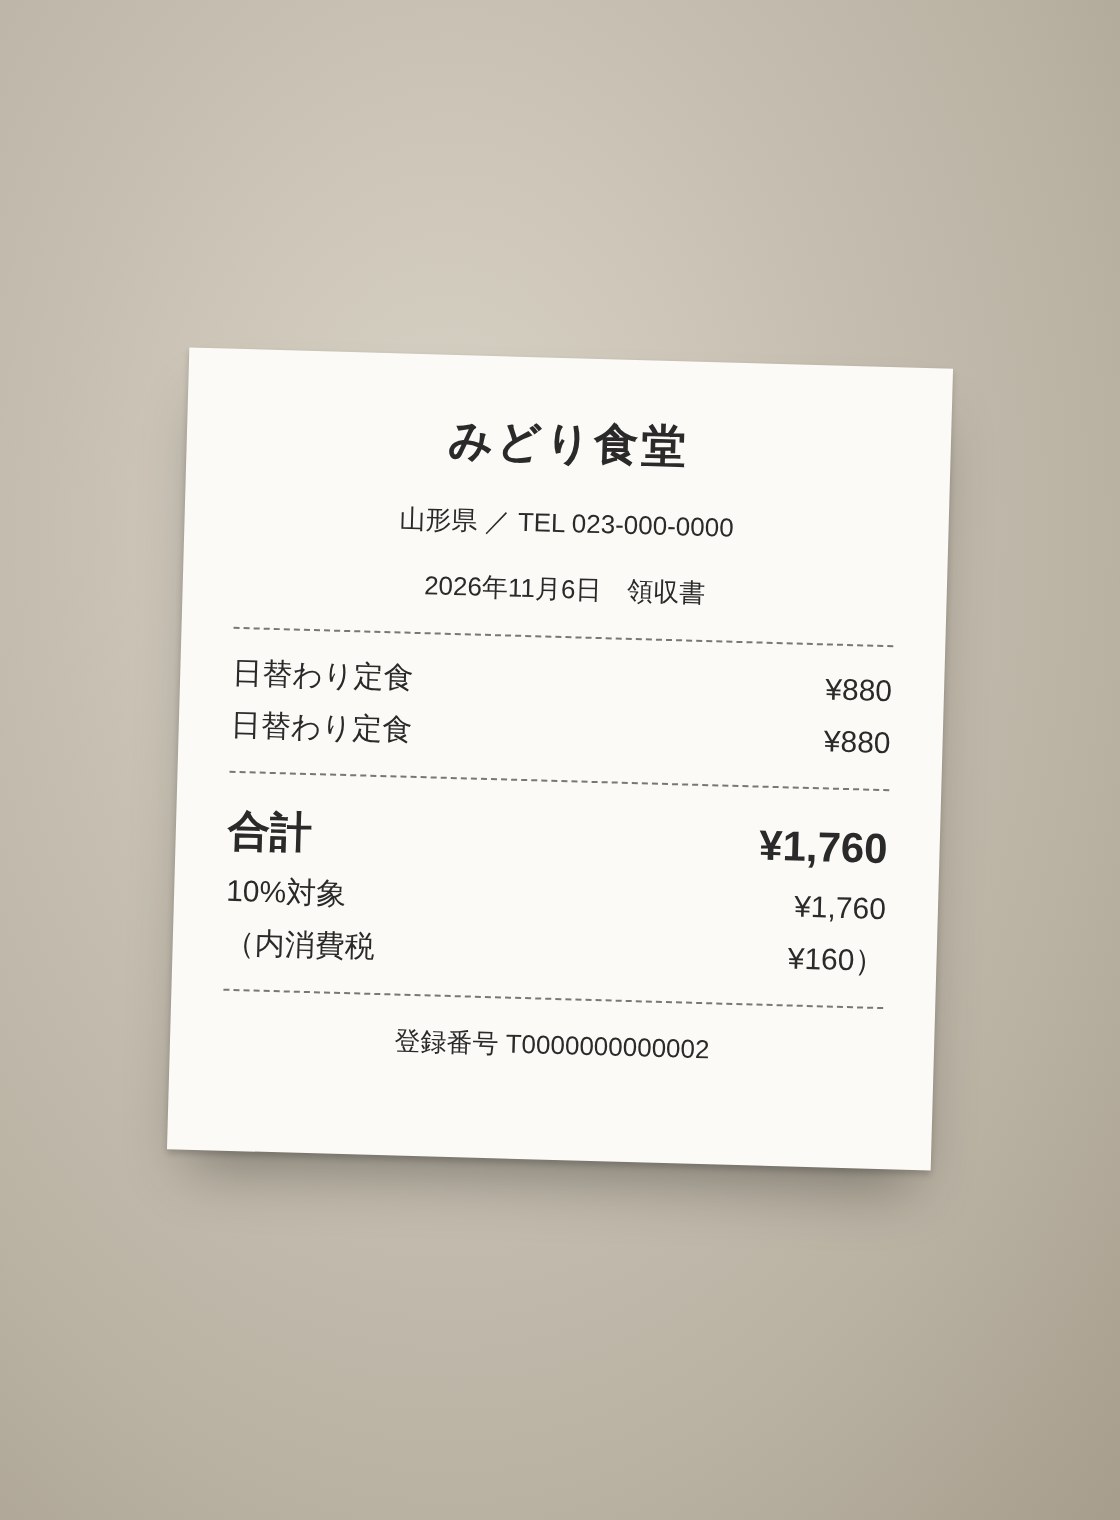 みどり食堂
山形県 ／ TEL 023-000-0000
2026年11月6日　領収書
日替わり定食 ¥880
日替わり定食 ¥880
合計 ¥1,760
10%対象 ¥1,760
（内消費税 ¥160）
登録番号 T0000000000002